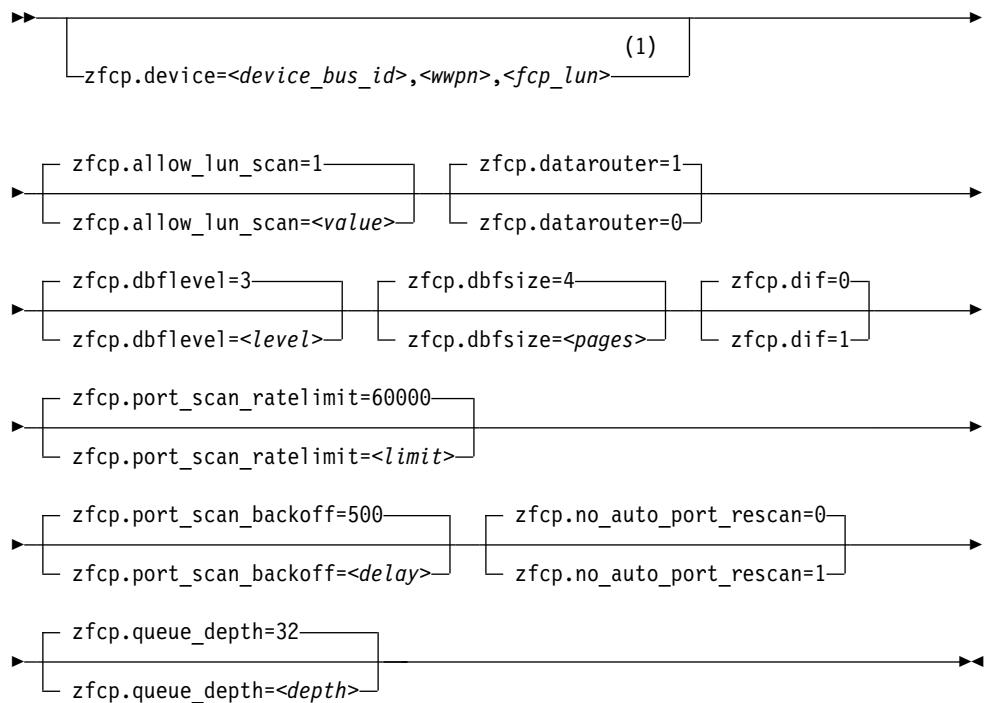 (1)
zfcp.device=<device_bus_id>,<wwpn>,<fcp_lun>
zfcp.allow_lun_scan=1 zfcp.datarouter=1
zfcp.allow_lun_scan=<value> zfcp.datarouter=0
zfcp.dbflevel=3 zfcp.dbfsize=4 zfcp.dif=0
zfcp.dbflevel=<level> zfcp.dbfsize=<pages> zfcp.dif=1
zfcp.port_scan_ratelimit=60000
zfcp.port_scan_ratelimit=<limit>
zfcp.port_scan_backoff=500 zfcp.no_auto_port_rescan=0
zfcp.port_scan_backoff=<delay> zfcp.no_auto_port_rescan=1
zfcp.queue_depth=32
zfcp.queue_depth=<depth>